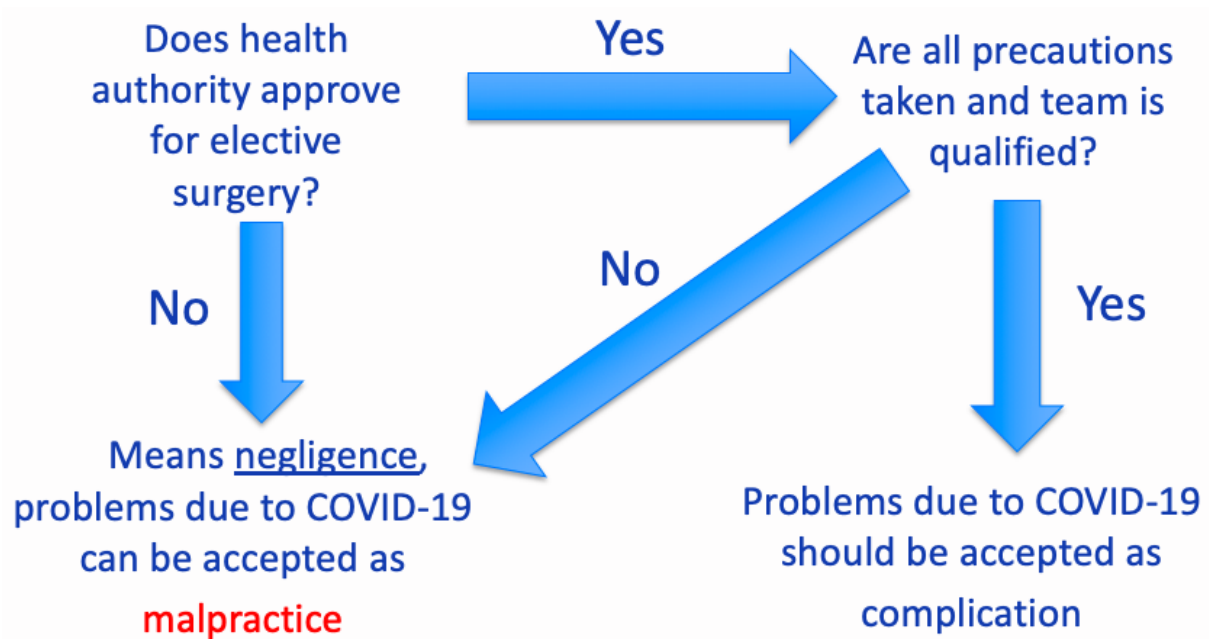 Does health
authority approve
for elective
surgery?
Yes
Are all precautions
taken and team is
qualified?
No
No
Yes
Means negligence,
problems due to COVID-19
can be accepted as
malpractice
Problems due to COVID-19
should be accepted as
complication